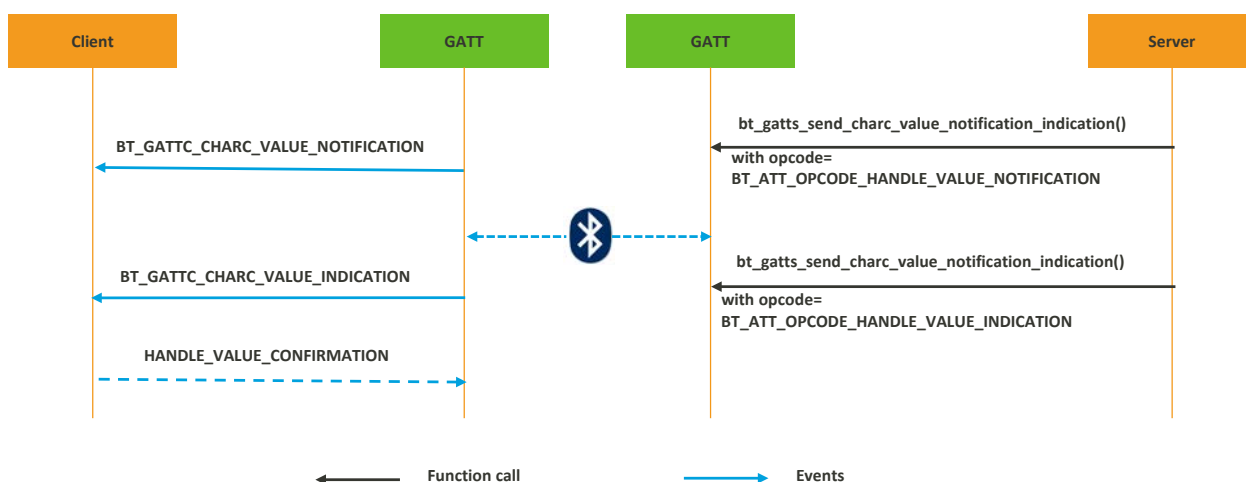 Client
GATT
GATT
Server
bt_gatts_send_charc_value_notification_indication()
BT_GATTC_CHARC_VALUE_NOTIFICATION
with opcode=
BT_ATT_OPCODE_HANDLE_VALUE_NOTIFICATION
bt_gatts_send_charc_value_notification_indication()
BT_GATTC_CHARC_VALUE_INDICATION
with opcode=
BT_ATT_OPCODE_HANDLE_VALUE_INDICATION
HANDLE_VALUE_CONFIRMATION
Function call
Events